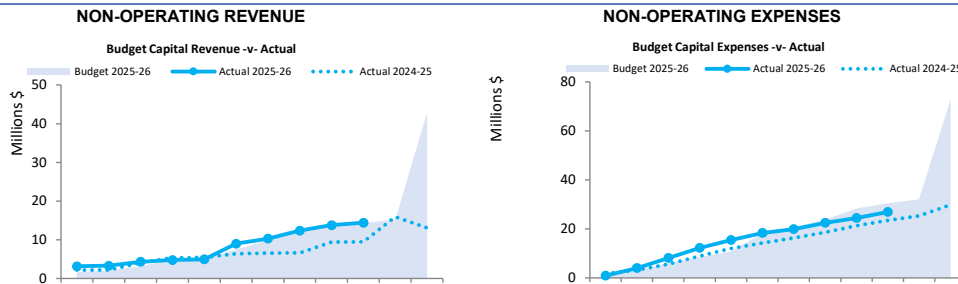 NON-OPERATING REVENUE
Budget Capital Revenue -v- Actual
Budget 2025-26 Actual 2025-26 Actual 2024-25
Millions $
50
40
30
20
10
0
NON-OPERATING EXPENSES
Budget Capital Expenses -v- Actual
Budget 2025-26 Actual 2025-26 Actual 2024-25
Millions $
80
60
40
20
0